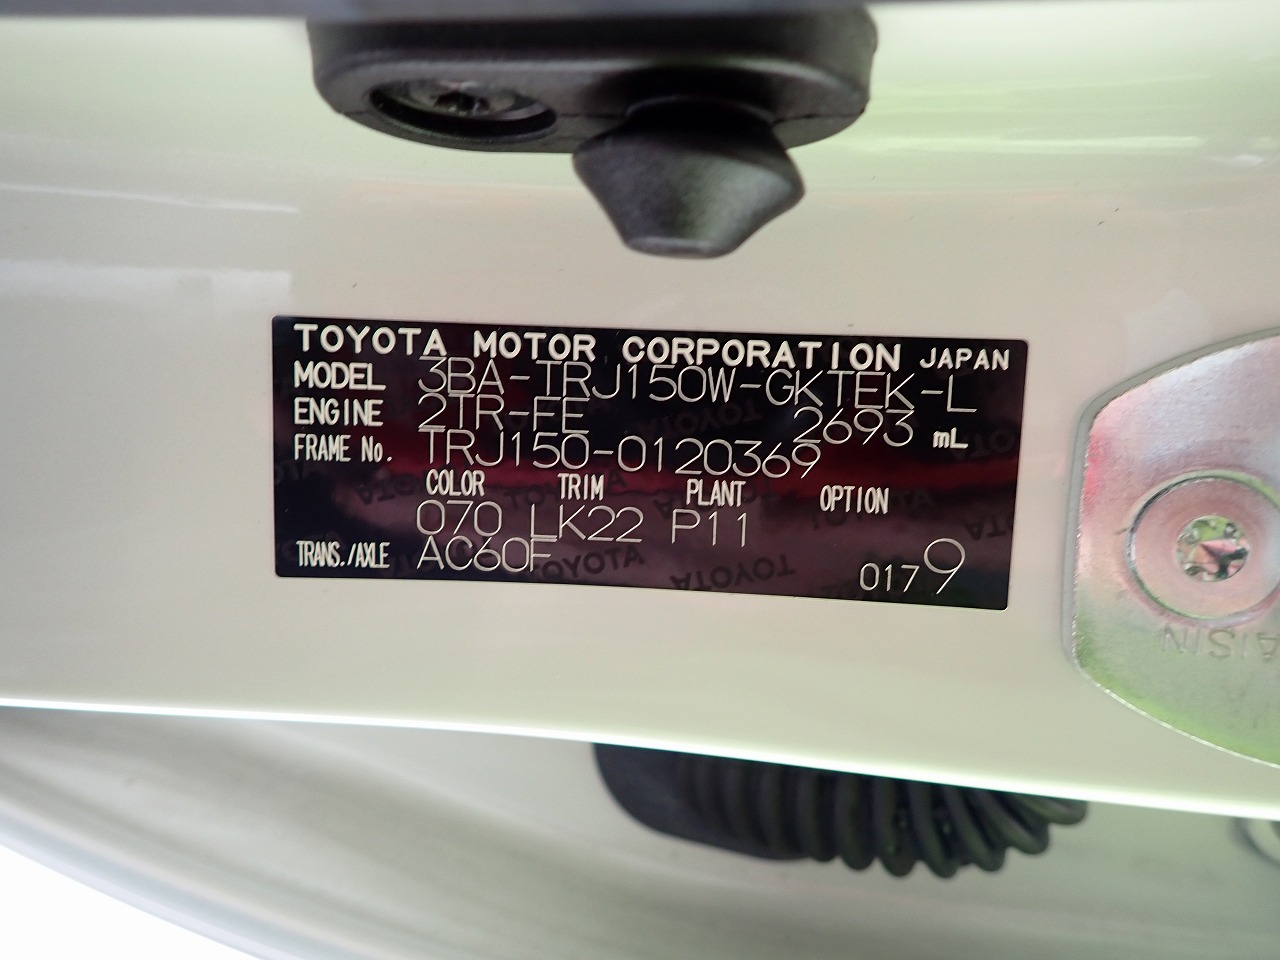 TOYOTA MOTOR CORPORATION JAPAN
MODEL 3BA-TRJ150W-GKTEK-L
ENGINE 2TR-FE 2693 mL
FRAME No. TRJ150-0120369
COLOR TRIM PLANT OPTION
070 LK22 P11
TRANS./AXLE AC60F 0179
AISIN